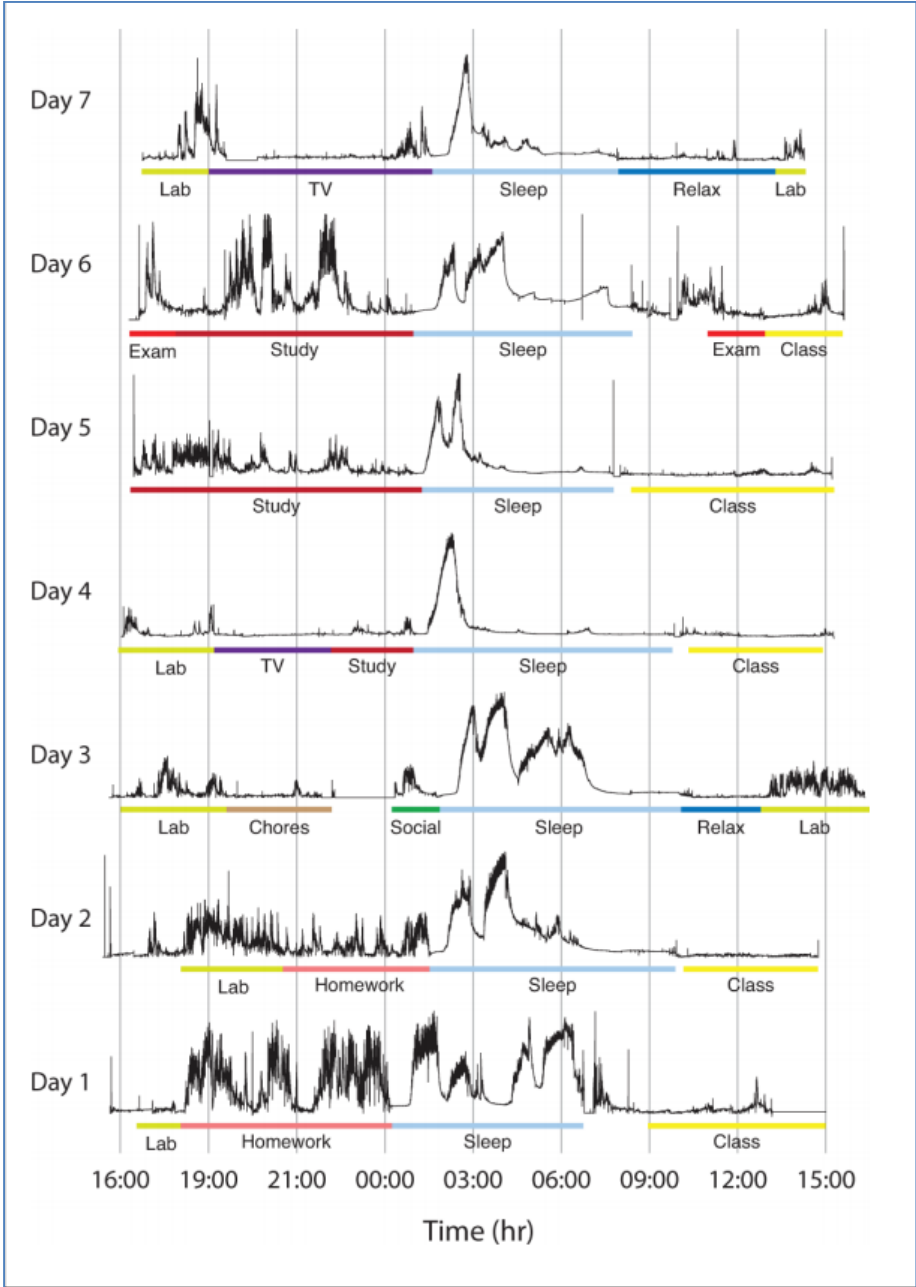 Day 7
Lab TV Sleep Relax Lab
Day 6
Exam Study Sleep Exam Class
Day 5
Study Sleep Class
Day 4
Lab TV Study Sleep Class
Day 3
Lab Chores Social Sleep Relax Lab
Day 2
Lab Homework Sleep Class
Day 1
Lab Homework Sleep Class
16:00 19:00 21:00 00:00 03:00 06:00 09:00 12:00 15:00
Time (hr)